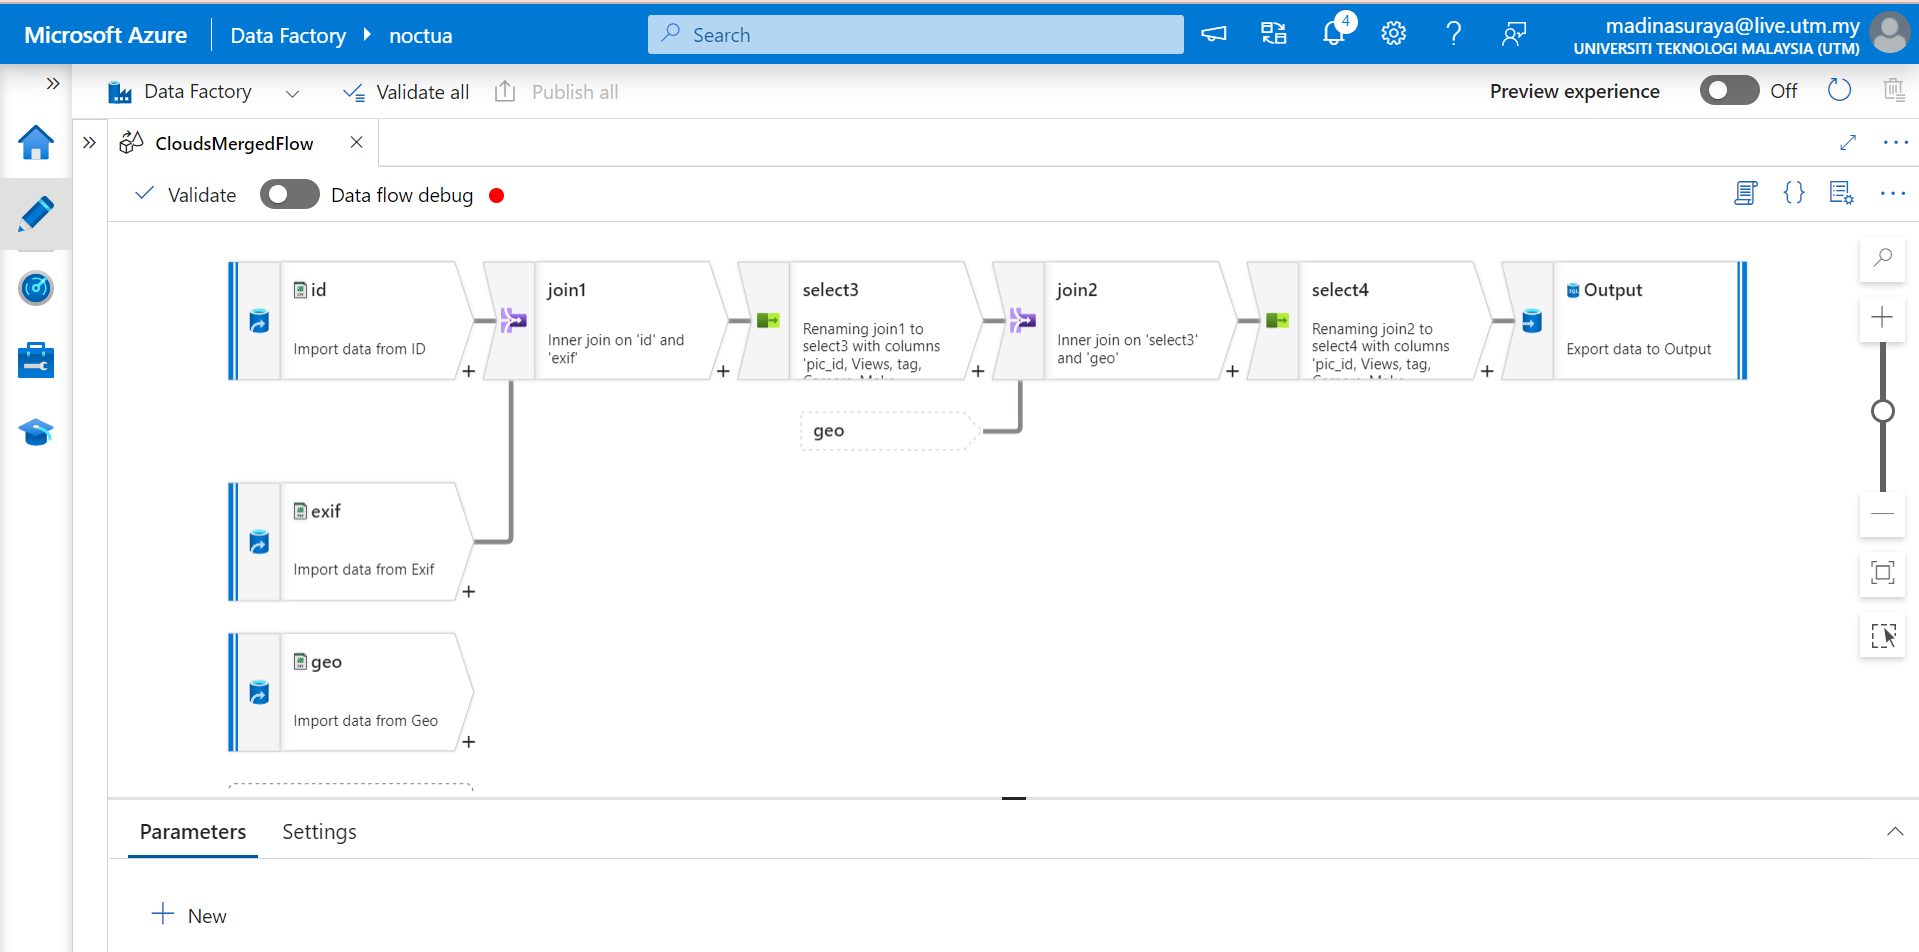 Microsoft Azure
Data Factory
noctua
Search
4
madinasuraya@live.utm.my
UNIVERSITI TEKNOLOGI MALAYSIA (UTM)
Data Factory
Validate all
Publish all
Preview experience
Off
CloudsMergedFlow
Validate
Data flow debug
id
Import data from ID
join1
Inner join on 'id' and
'exif'
select3
Renaming join1 to
select3 with columns
'pic_id, Views, tag,
join2
Inner join on 'select3'
and 'geo'
select4
Renaming join2 to
select4 with columns
'pic_id, Views, tag,
Output
Export data to Output
geo
exif
Import data from Exif
geo
Import data from Geo
Parameters
Settings
New